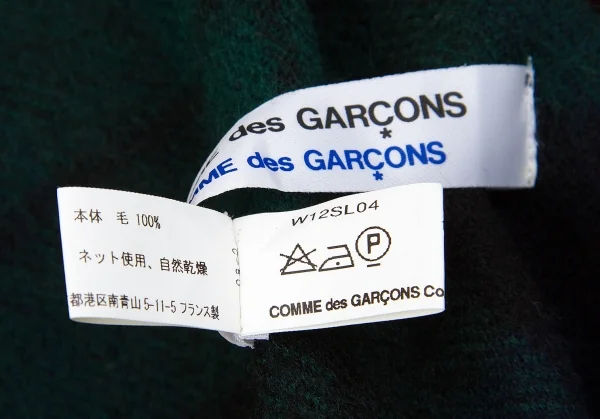 des GARÇONS
COMME des GARÇONS
本体 毛 100%
ネット使用、自然乾燥
都港区南青山5-11-5 フランス製
W12SL04
P
COMME des GARÇONS Co